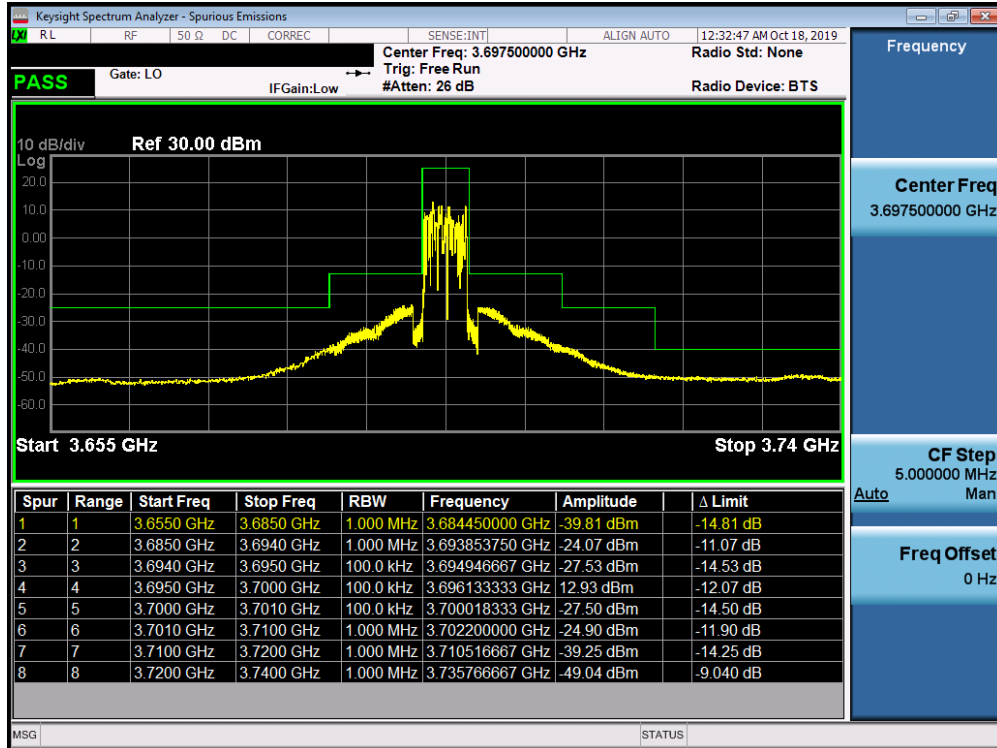 Keysight Spectrum Analyzer - Spurious Emissions
LXI RL RF 50 Ω DC CORREC SENSE:INT ALIGN AUTO 12:32:47 AM Oct 18, 2019
Center Freq: 3.697500000 GHz Radio Std: None
PASS Gate: LO Trig: Free Run
IFGain:Low #Atten: 26 dB Radio Device: BTS
10 dB/div Ref 30.00 dBm
Log
20.0
10.0
0.00
-10.0
-20.0
-30.0
-40.0
-50.0
-60.0
Start 3.655 GHz Stop 3.74 GHz
Spur Range Start Freq Stop Freq RBW Frequency Amplitude Δ Limit
1 1 3.6550 GHz 3.6850 GHz 1.000 MHz 3.684450000 GHz -39.81 dBm -14.81 dB
2 2 3.6850 GHz 3.6940 GHz 1.000 MHz 3.693853750 GHz -24.07 dBm -11.07 dB
3 3 3.6940 GHz 3.6950 GHz 100.0 kHz 3.694946667 GHz -27.53 dBm -14.53 dB
4 4 3.6950 GHz 3.7000 GHz 100.0 kHz 3.696133333 GHz 12.93 dBm -12.07 dB
5 5 3.7000 GHz 3.7010 GHz 100.0 kHz 3.700018333 GHz -27.50 dBm -14.50 dB
6 6 3.7010 GHz 3.7100 GHz 1.000 MHz 3.702200000 GHz -24.90 dBm -11.90 dB
7 7 3.7100 GHz 3.7200 GHz 1.000 MHz 3.710516667 GHz -39.25 dBm -14.25 dB
8 8 3.7200 GHz 3.7400 GHz 1.000 MHz 3.735766667 GHz -49.04 dBm -9.040 dB
MSG STATUS
Frequency
Center Freq
3.697500000 GHz
CF Step
5.000000 MHz
Auto Man
Freq Offset
0 Hz